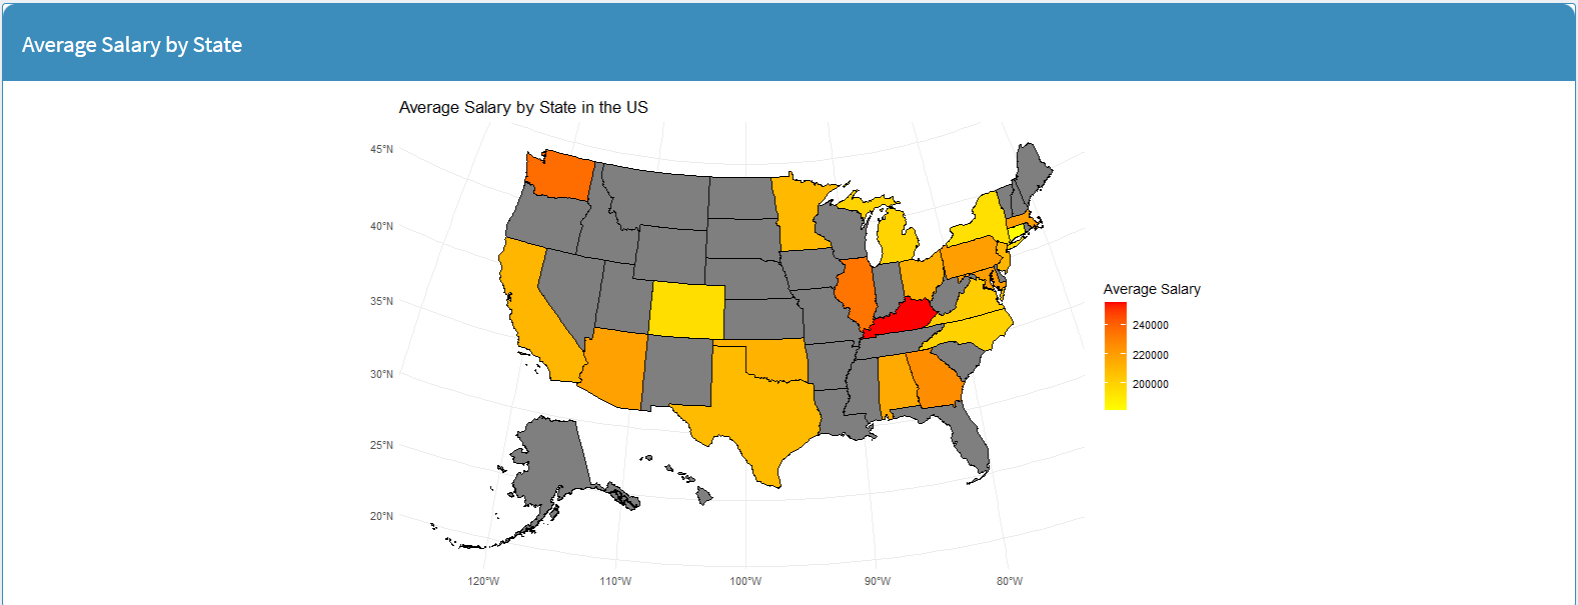 Average Salary by State
Average Salary by State in the US
45°N
40°N
35°N
30°N
25°N
20°N
120°W 110°W 100°W 90°W 80°W
Average Salary
240000
220000
200000